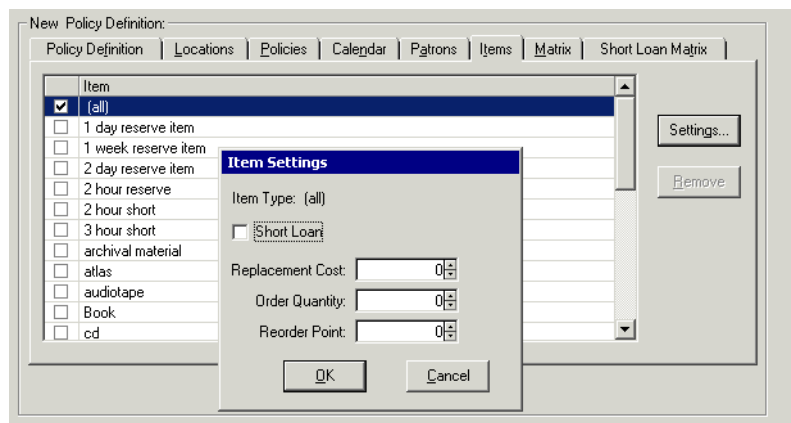 New Policy Definition:
Policy Definition Locations Policies Calendar Patrons Items Matrix Short Loan Matrix
Item
(all)
1 day reserve item
1 week reserve item
2 day reserve item
2 hour reserve
2 hour short
3 hour short
archival material
atlas
audiotape
Book
cd
Settings...
Remove
Item Settings
Item Type: (all)
Short Loan
Replacement Cost: 0
Order Quantity: 0
Reorder Point: 0
OK Cancel